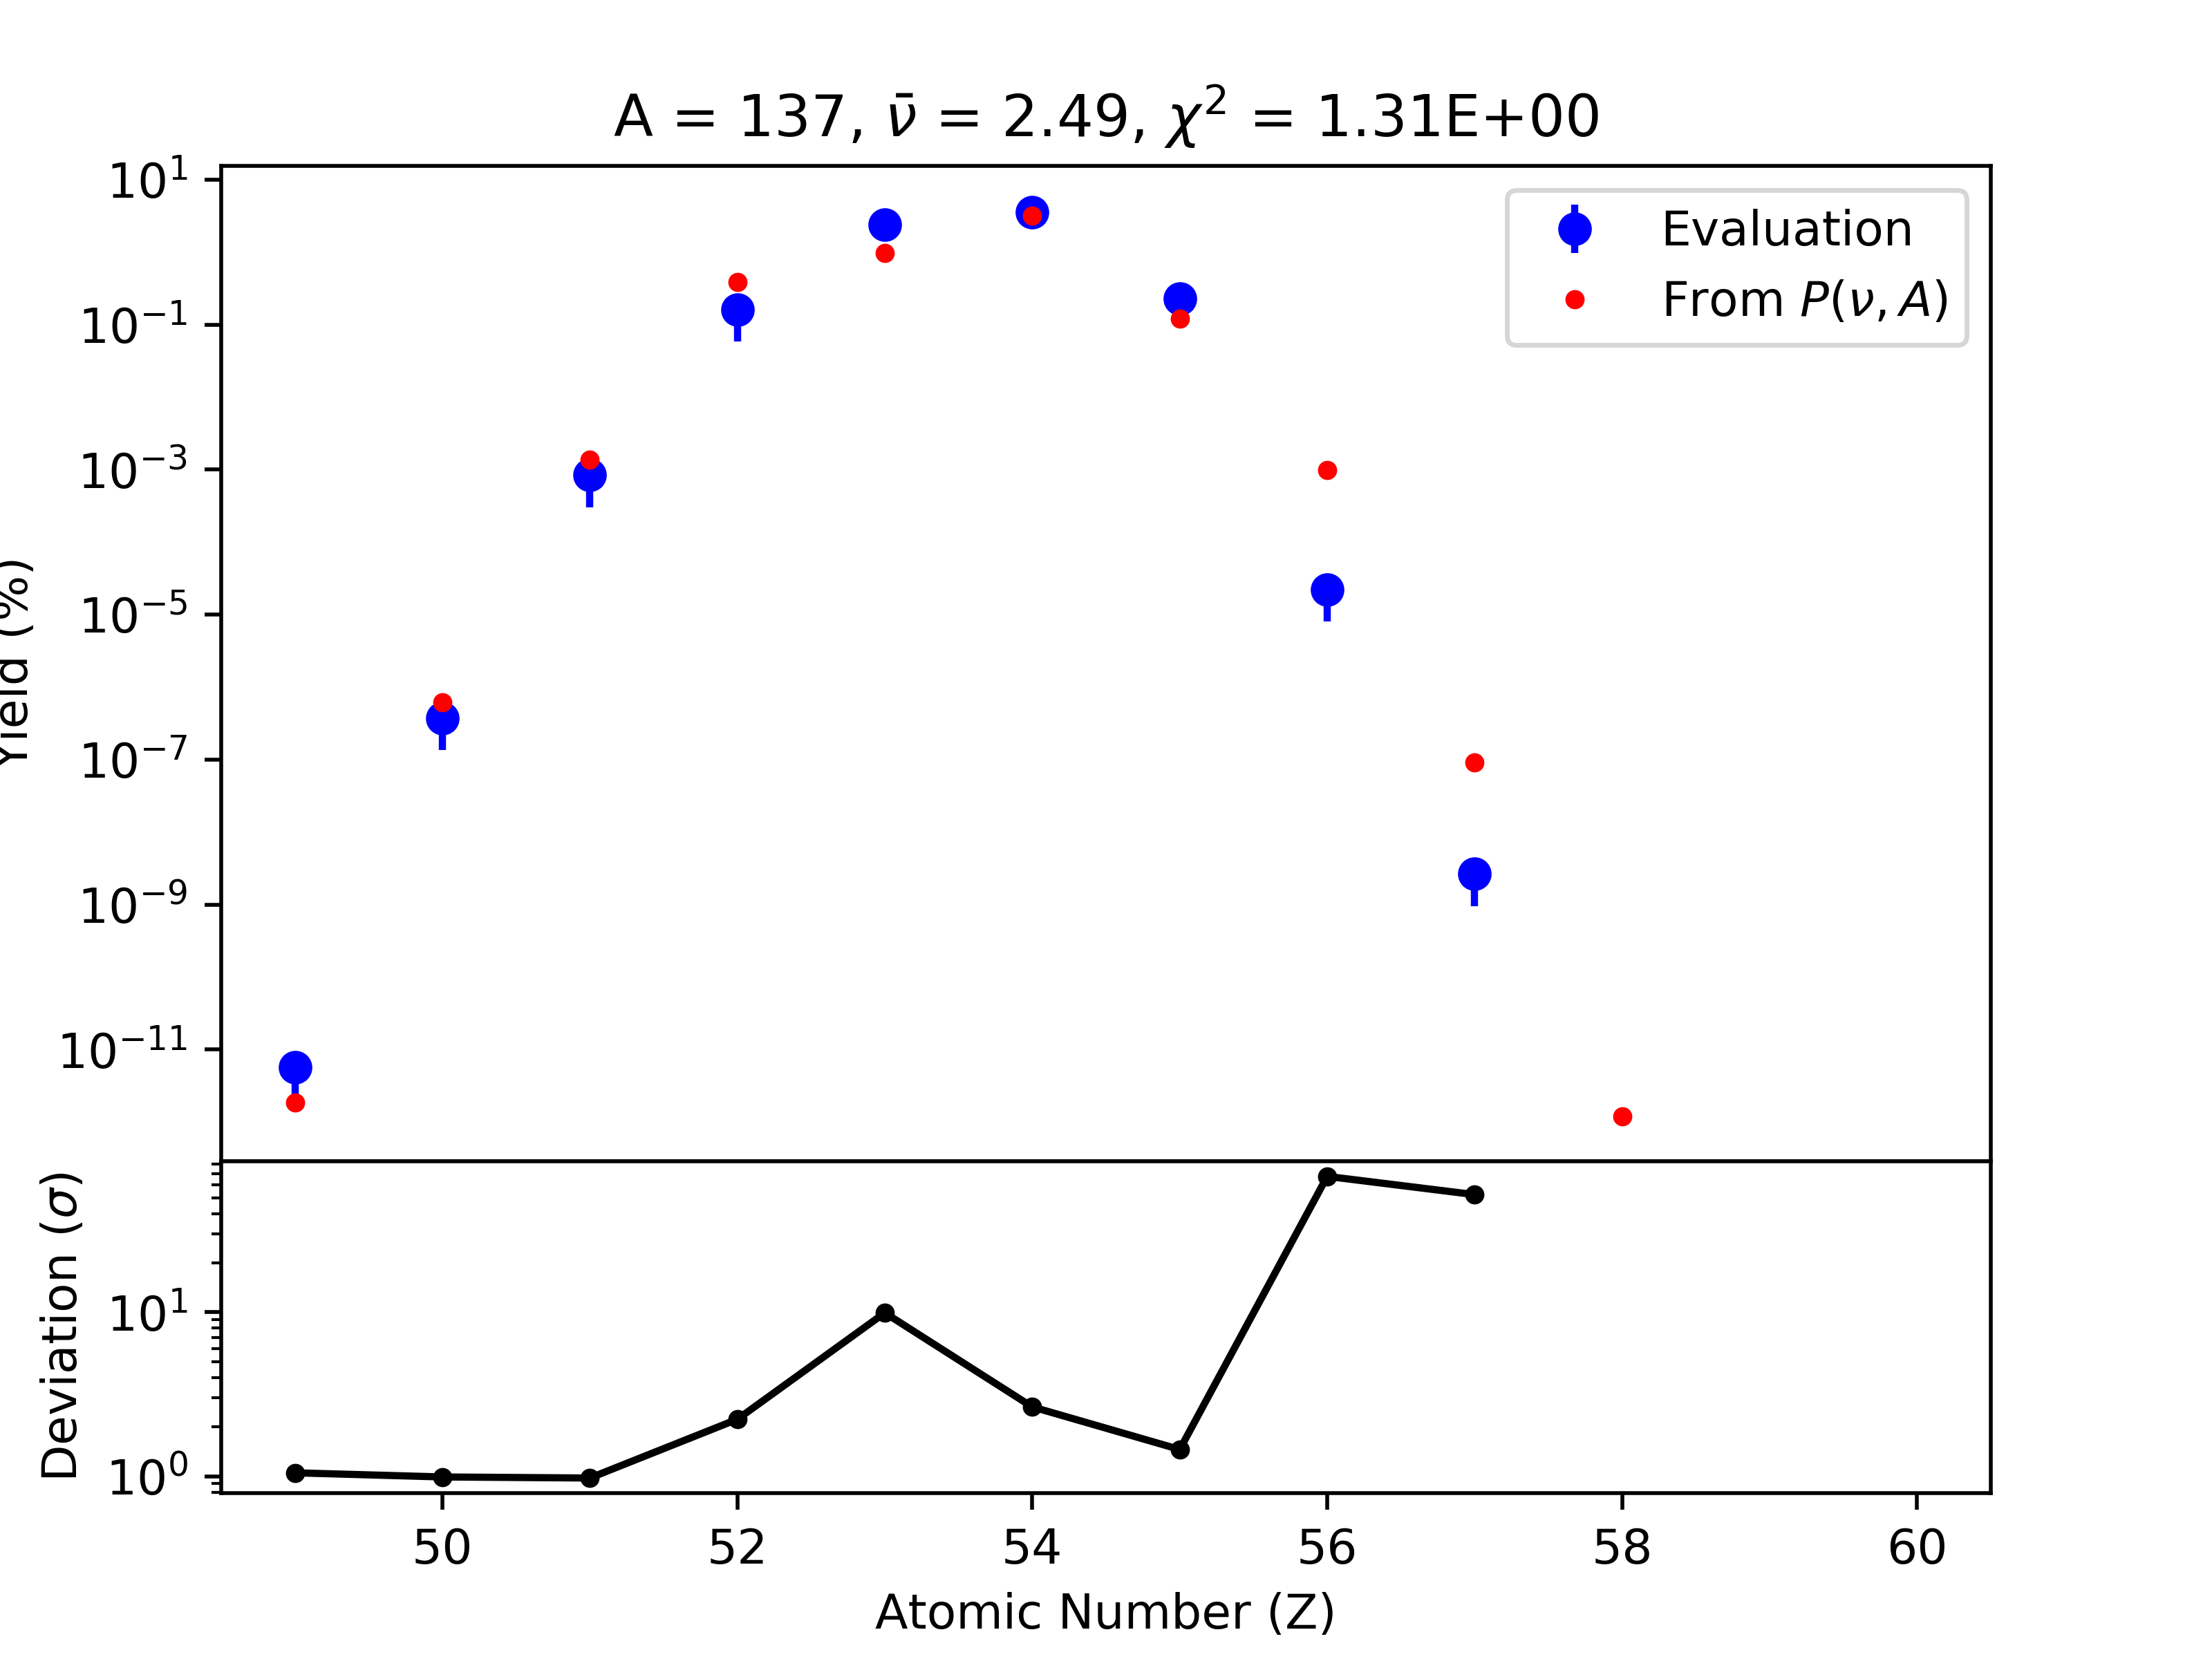 A = 137, ν̄ = 2.49, χ² = 1.31E+00
10¹
10⁻¹
10⁻³
10⁻⁵
10⁻⁷
10⁻⁹
10⁻¹¹
Yield (%)
Evaluation
From P(ν, A)
Deviation (σ)
10¹
10⁰
50 52 54 56 58 60
Atomic Number (Z)